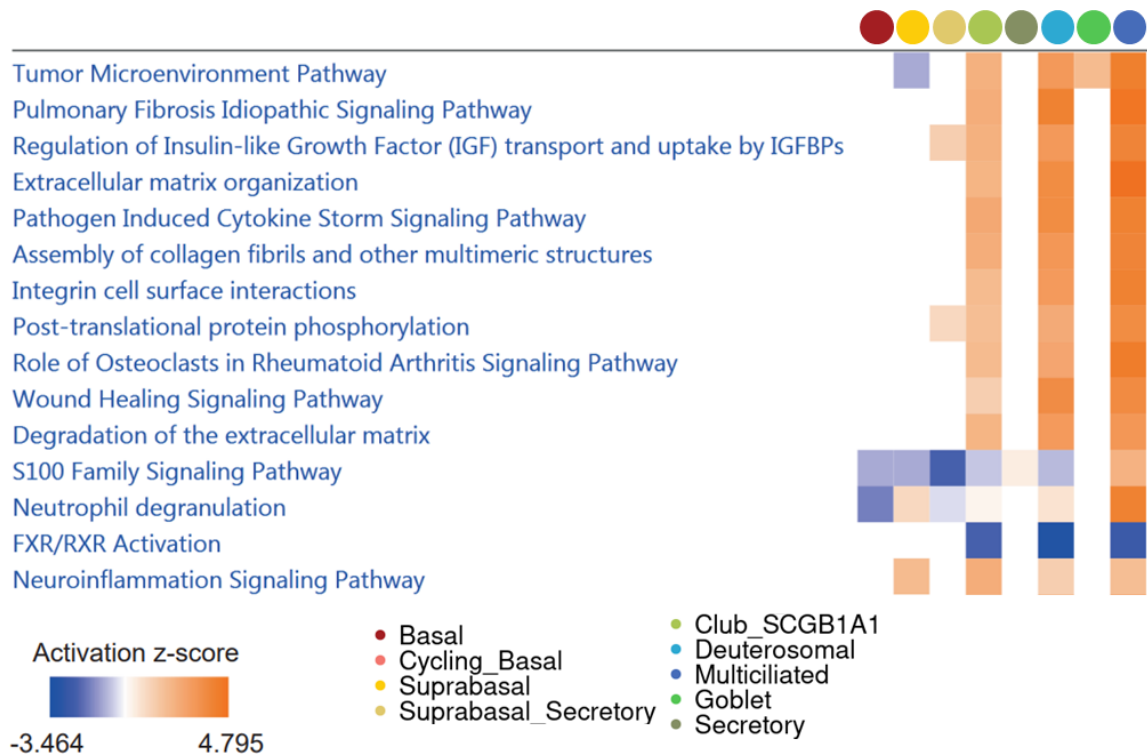 Tumor Microenvironment Pathway
Pulmonary Fibrosis Idiopathic Signaling Pathway
Regulation of Insulin-like Growth Factor (IGF) transport and uptake by IGFBPs
Extracellular matrix organization
Pathogen Induced Cytokine Storm Signaling Pathway
Assembly of collagen fibrils and other multimeric structures
Integrin cell surface interactions
Post-translational protein phosphorylation
Role of Osteoclasts in Rheumatoid Arthritis Signaling Pathway
Wound Healing Signaling Pathway
Degradation of the extracellular matrix
S100 Family Signaling Pathway
Neutrophil degranulation
FXR/RXR Activation
Neuroinflammation Signaling Pathway
Activation z-score
-3.464 4.795
Basal
Cycling_Basal
Suprabasal
Suprabasal_Secretory
Club_SCGB1A1
Deuterosomal
Multiciliated
Goblet
Secretory